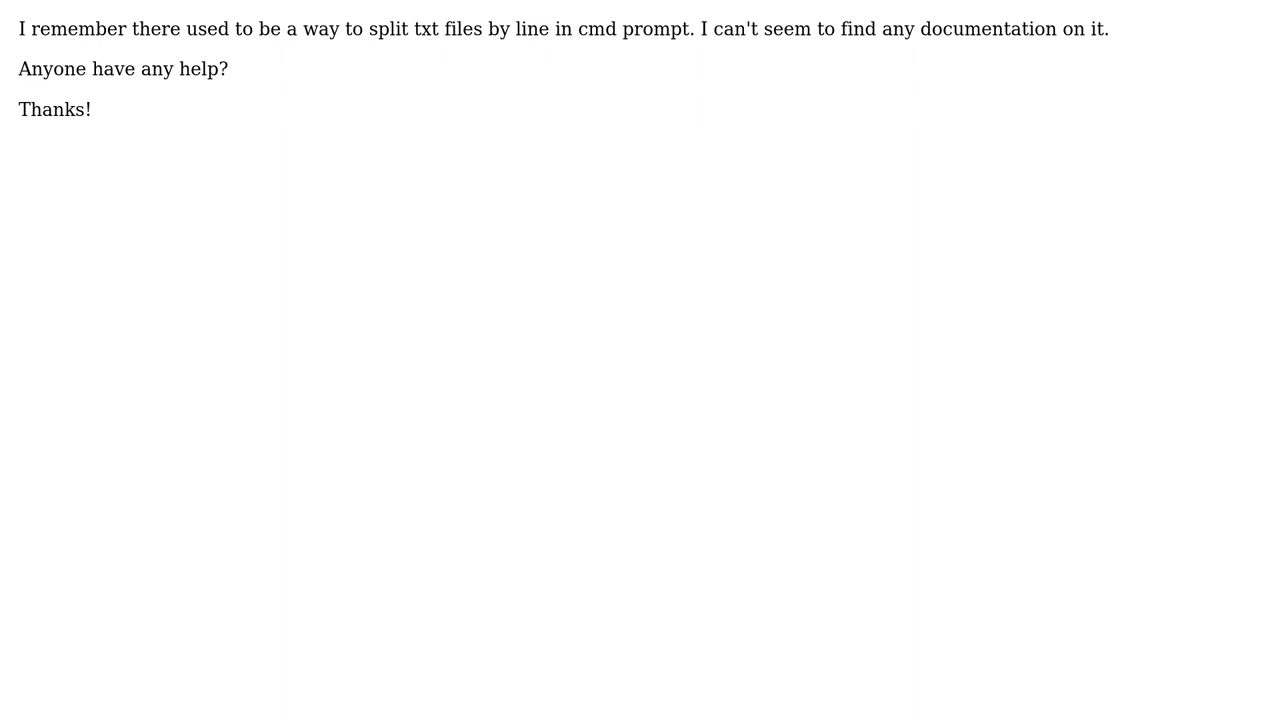 I remember there used to be a way to split txt files by line in cmd prompt. I can't seem to find any documentation on it.
Anyone have any help?
Thanks!